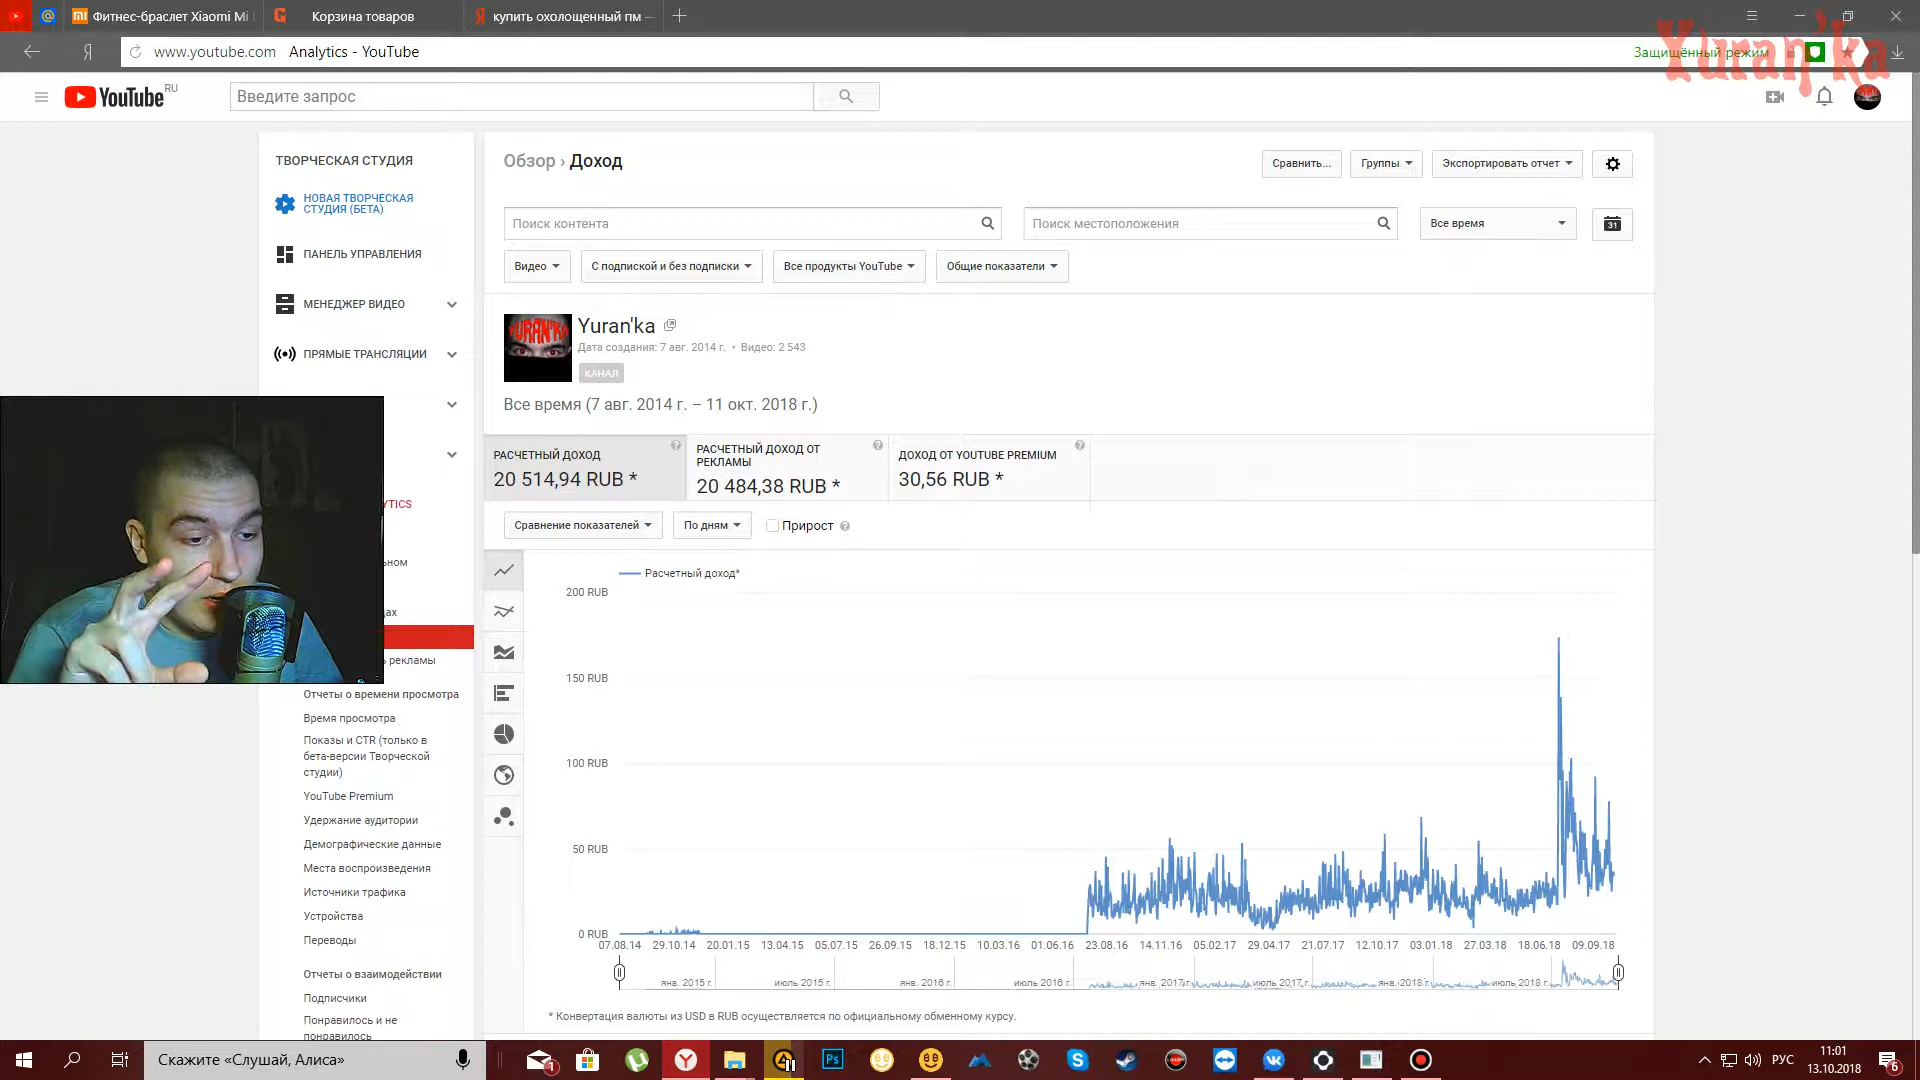 Фитнес-браслет Xiaomi Mi
Корзина товаров
купить охолощенный пм —
www.youtube.com Analytics - YouTube
Защищённый режим
Yuran'ka
YouTube RU
Введите запрос
ТВОРЧЕСКАЯ СТУДИЯ
НОВАЯ ТВОРЧЕСКАЯ
СТУДИЯ (БЕТА)
ПАНЕЛЬ УПРАВЛЕНИЯ
МЕНЕДЖЕР ВИДЕО
ПРЯМЫЕ ТРАНСЛЯЦИИ
YTICS
льном
дах
ь рекламы
Отчеты о времени просмотра
Время просмотра
Показы и CTR (только в
бета-версии Творческой
студии)
YouTube Premium
Удержание аудитории
Демографические данные
Места воспроизведения
Источники трафика
Устройства
Переводы
Отчеты о взаимодействии
Подписчики
Понравилось и не
понравилось
Обзор › Доход
Сравнить...
Группы
Экспортировать отчет
Поиск контента
Поиск местоположения
Все время
31
Видео
С подпиской и без подписки
Все продукты YouTube
Общие показатели
YURAN'KA
Yuran'ka
Дата создания: 7 авг. 2014 г. • Видео: 2 543
КАНАЛ
Все время (7 авг. 2014 г. – 11 окт. 2018 г.)
РАСЧЕТНЫЙ ДОХОД
20 514,94 RUB *
РАСЧЕТНЫЙ ДОХОД ОТ
РЕКЛАМЫ
20 484,38 RUB *
ДОХОД ОТ YOUTUBE PREMIUM
30,56 RUB *
Сравнение показателей
По дням
Прирост
Расчетный доход*
200 RUB
150 RUB
100 RUB
50 RUB
0 RUB
07.08.14 29.10.14 20.01.15 13.04.15 05.07.15 26.09.15 18.12.15 10.03.16 01.06.16 23.08.16 14.11.16 05.02.17 29.04.17 21.07.17 12.10.17 03.01.18 27.03.18 18.06.18 09.09.18
янв. 2015 г. июль 2015 г. янв. 2016 г. июль 2016 г. янв. 2017 г. июль 2017 г. янв. 2018 г. июль 2018 г.
* Конвертация валюты из USD в RUB осуществляется по официальному обменному курсу.
Скажите «Слушай, Алиса»
1
Ps
РУС
11:01
13.10.2018
6